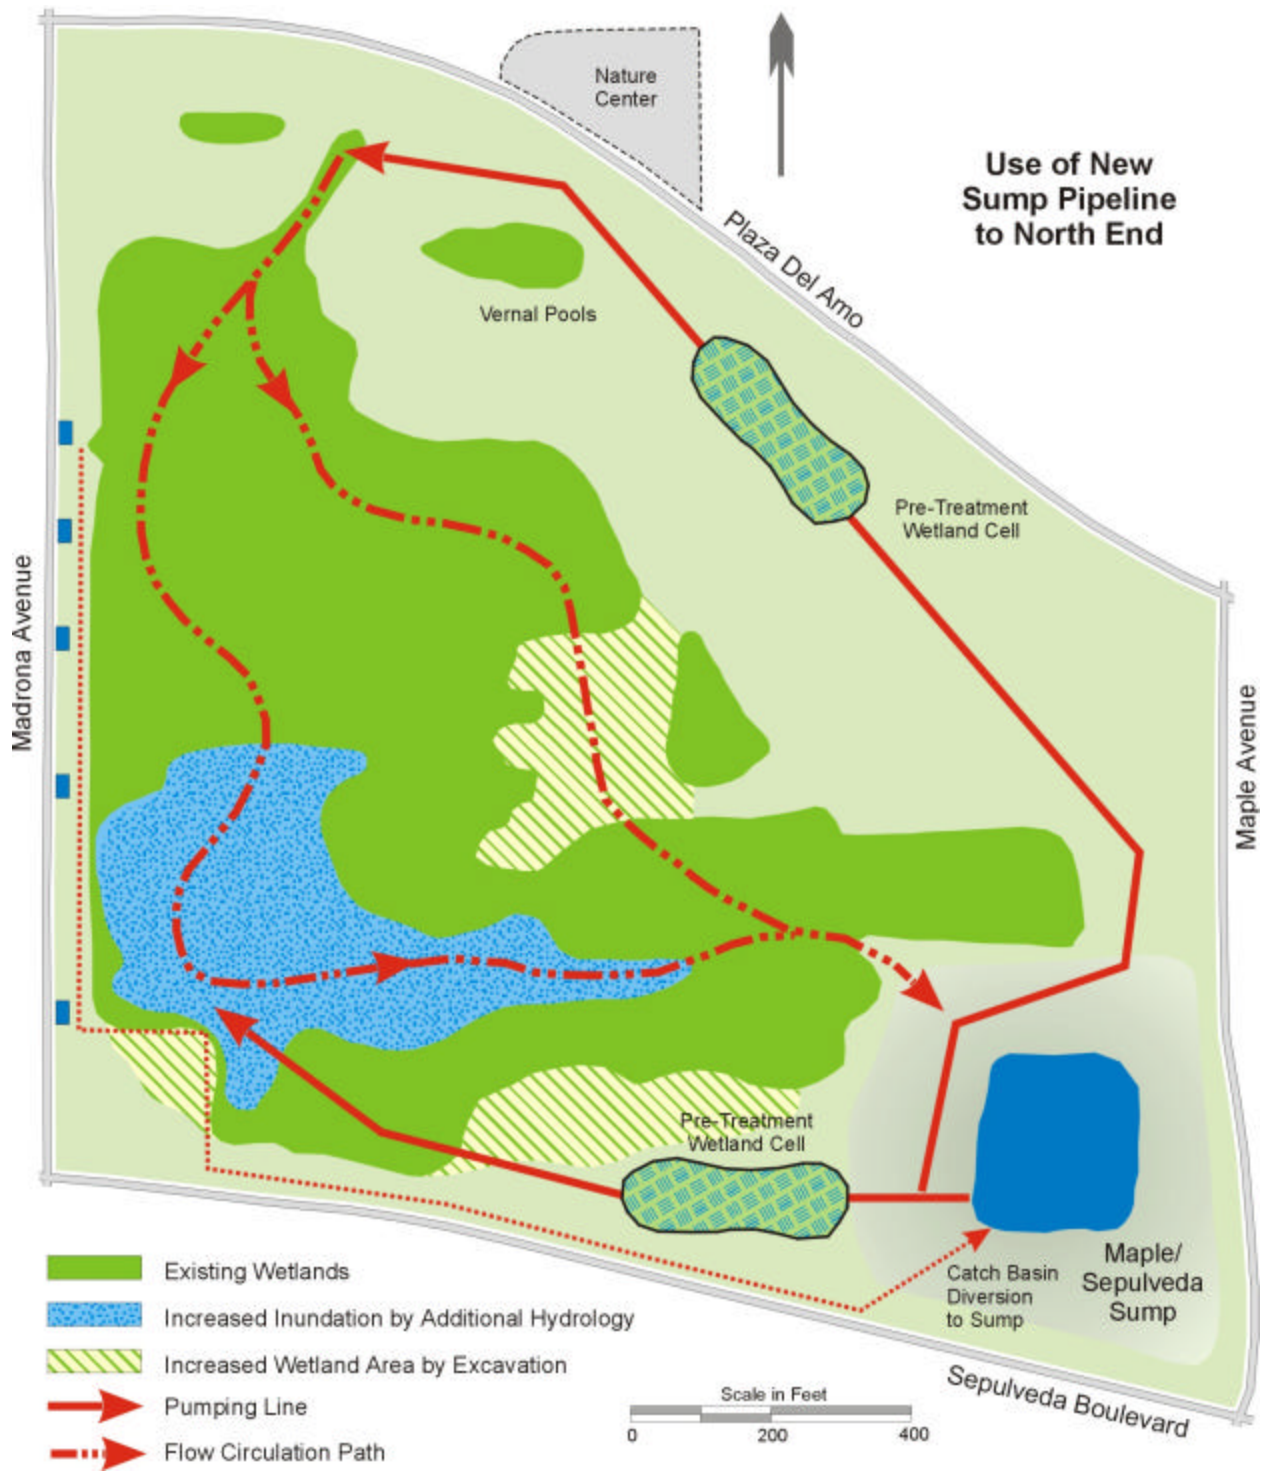 Nature
Center
Use of New
Sump Pipeline
to North End
Plaza Del Amo
Vernal Pools
Pre-Treatment
Wetland Cell
Madrona Avenue
Maple Avenue
Pre-Treatment
Wetland Cell
Maple/
Sepulveda
Sump
Catch Basin
Diversion
to Sump
Existing Wetlands
Increased Inundation by Additional Hydrology
Increased Wetland Area by Excavation
Pumping Line
Flow Circulation Path
Scale in Feet
0 200 400
Sepulveda Boulevard